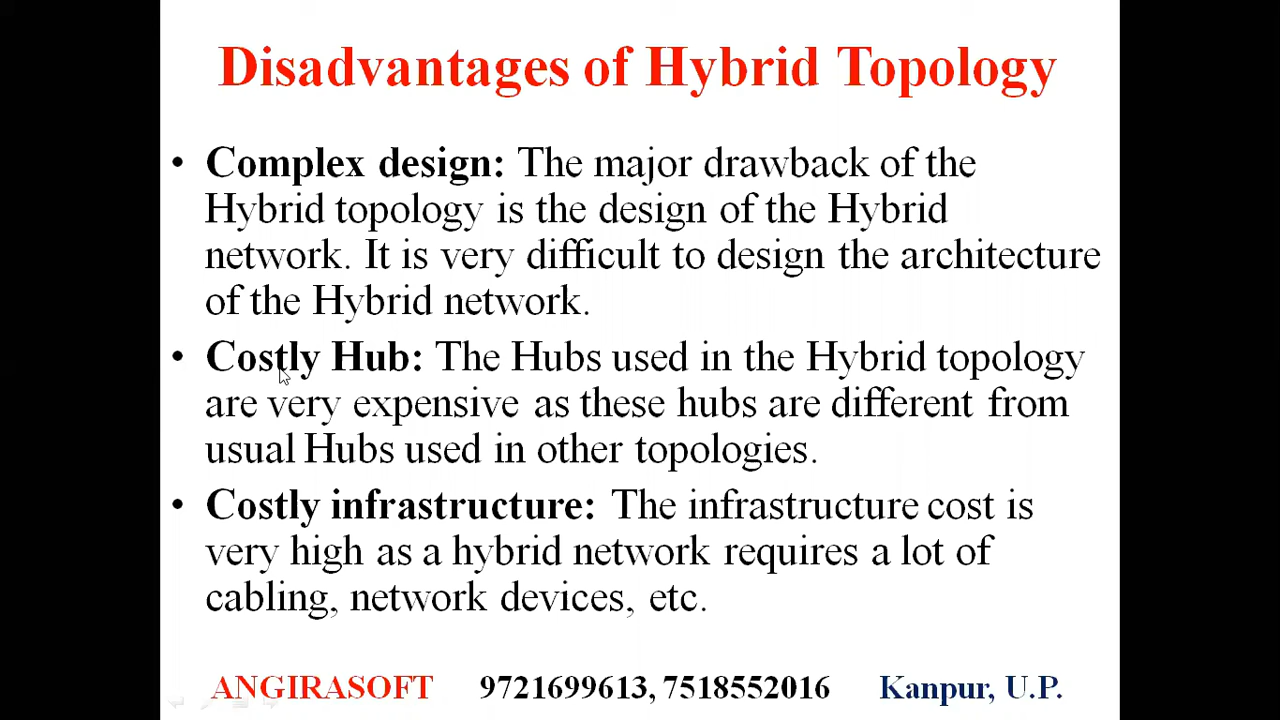 Disadvantages of Hybrid Topology
• Complex design: The major drawback of the
Hybrid topology is the design of the Hybrid
network. It is very difficult to design the architecture
of the Hybrid network.
• Costly Hub: The Hubs used in the Hybrid topology
are very expensive as these hubs are different from
usual Hubs used in other topologies.
• Costly infrastructure: The infrastructure cost is
very high as a hybrid network requires a lot of
cabling, network devices, etc.
ANGIRASOFT 9721699613, 7518552016 Kanpur, U.P.